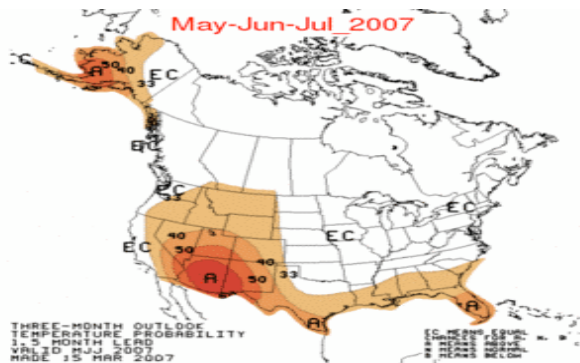 May-Jun-Jul_2007
A 50 40 33 EC
EC
EC
EC
EC
EC
40
50
A
40
50
33
A
A
THREE-MONTH OUTLOOK
TEMPERATURE PROBABILITY
1.5 MONTH LEAD
VALID MJJ 2007
MADE 15 MAR 2007
EC MEANS EQUAL